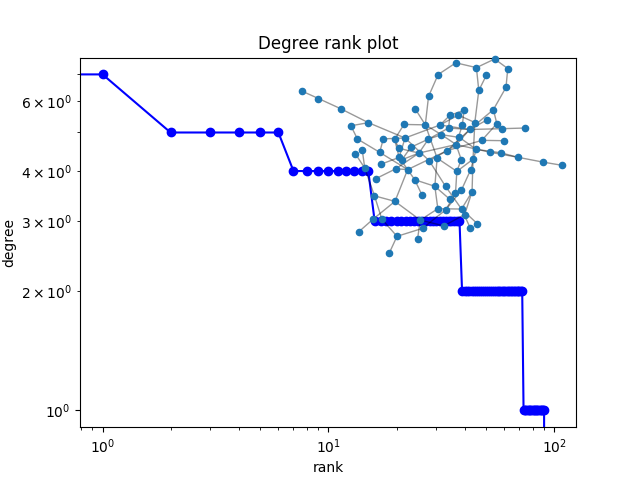 Degree rank plot
degree
6 × 10⁰
4 × 10⁰
3 × 10⁰
2 × 10⁰
10⁰
10⁰
10¹
10²
rank